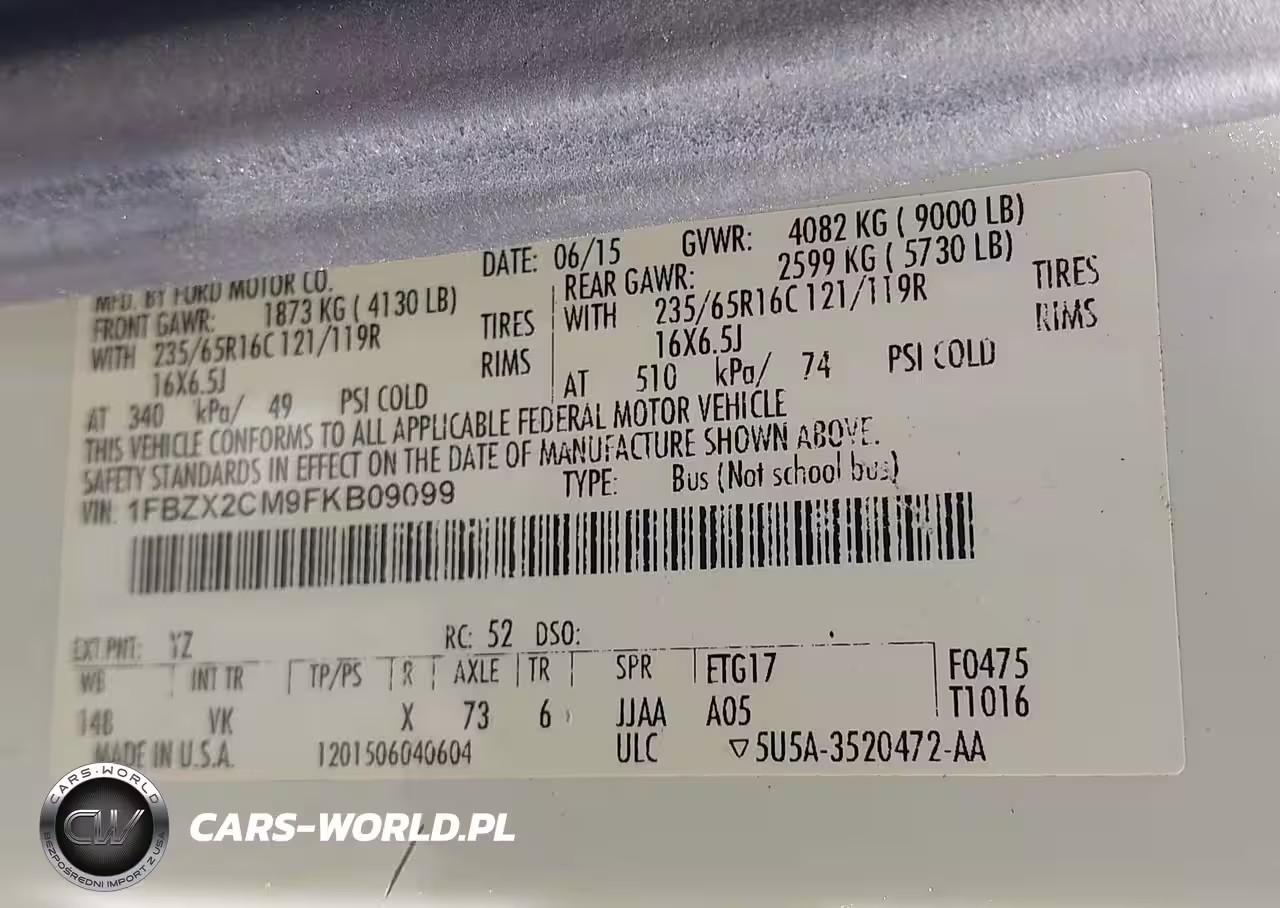 MFD. BY FORD MOTOR CO. DATE: 06/15 GVWR: 4082 KG ( 9000 LB)
FRONT GAWR: 1873 KG ( 4130 LB) REAR GAWR: 2599 KG ( 5730 LB)
WITH 235/65R16C 121/119R TIRES WITH 235/65R16C 121/119R TIRES
16X6.5J RIMS 16X6.5J RIMS
AT 340 kPa/ 49 PSI COLD AT 510 kPa/ 74 PSI COLD
THIS VEHICLE CONFORMS TO ALL APPLICABLE FEDERAL MOTOR VEHICLE
SAFETY STANDARDS IN EFFECT ON THE DATE OF MANUFACTURE SHOWN ABOVE.
VIN: 1FBZX2CM9FKB09099 TYPE: Bus (Not school bus)
EXT PNT: YZ RC: 52 DSO:
WB INT TR TP/PS R AXLE TR SPR ETG17 F0475
148 VK X 73 6 JJAA A05 T1016
MADE IN U.S.A. 1201506040604 ULC ▽5U5A-3520472-AA
CARS-WORLD
CW
BEZPOŚREDNI IMPORT Z USA
CARS-WORLD.PL